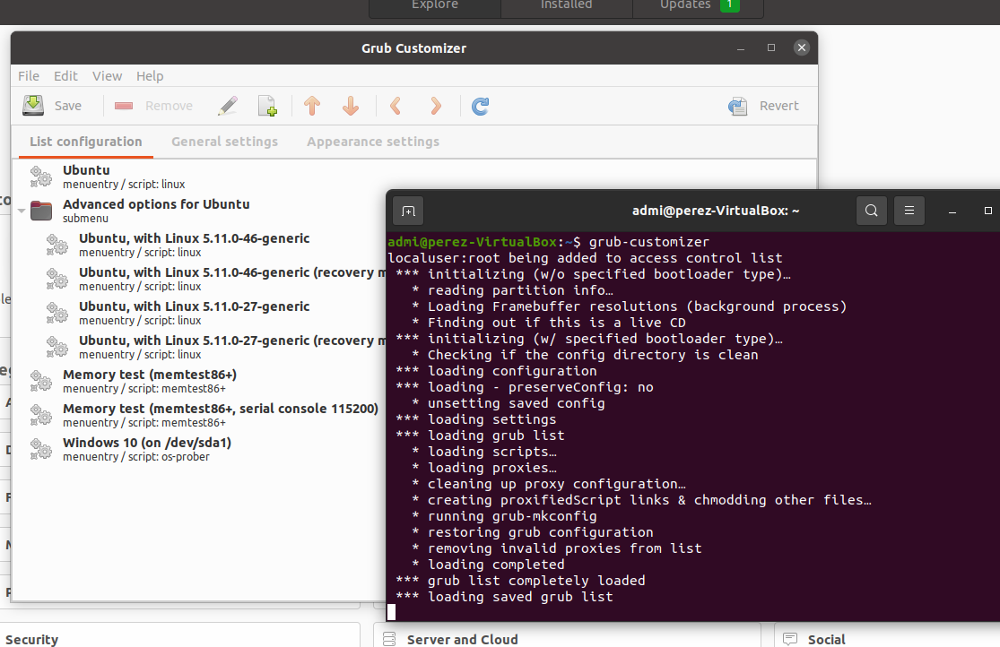 Explore
Installed
Updates
1
Grub Customizer
File Edit View Help
Save
Remove
Revert
List configuration
General settings
Appearance settings
Ubuntu
menuentry / script: linux
Advanced options for Ubuntu
submenu
Ubuntu, with Linux 5.11.0-46-generic
menuentry / script: linux
Ubuntu, with Linux 5.11.0-46-generic (recovery m
menuentry / script: linux
Ubuntu, with Linux 5.11.0-27-generic
menuentry / script: linux
Ubuntu, with Linux 5.11.0-27-generic (recovery m
menuentry / script: linux
Memory test (memtest86+)
menuentry / script: memtest86+
Memory test (memtest86+, serial console 115200)
menuentry / script: memtest86+
Windows 10 (on /dev/sda1)
menuentry / script: os-prober
admi@perez-VirtualBox: ~
admi@perez-VirtualBox:~$ grub-customizer
localuser:root being added to access control list
*** initializing (w/o specified bootloader type)…
* reading partition info…
* Loading Framebuffer resolutions (background process)
* Finding out if this is a live CD
*** initializing (w/ specified bootloader type)…
* Checking if the config directory is clean
*** loading configuration
*** loading - preserveConfig: no
* unsetting saved config
*** loading settings
*** loading grub list
* loading scripts…
* loading proxies…
* cleaning up proxy configuration…
* creating proxifiedScript links & chmodding other files…
* running grub-mkconfig
* restoring grub configuration
* removing invalid proxies from list
* loading completed
*** grub list completely loaded
*** loading saved grub list
Security
Server and Cloud
Social